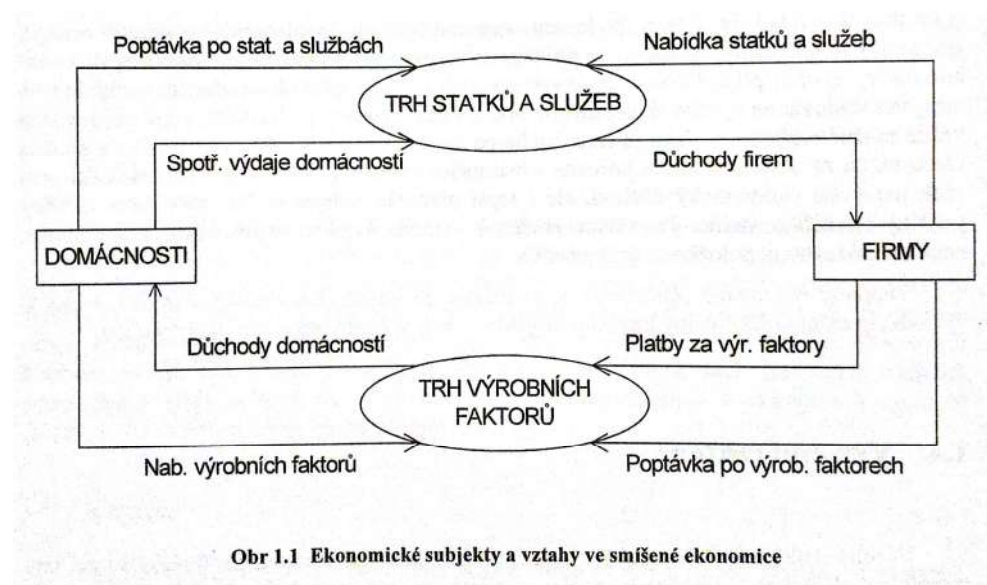 Poptávka po stat. a službách
Nabídka statků a služeb
TRH STATKŮ A SLUŽEB
Spotř. výdaje domácností
Důchody firem
DOMÁCNOSTI
FIRMY
Důchody domácností
Platby za výr. faktory
TRH VÝROBNÍCH
FAKTORŮ
Nab. výrobních faktorů
Poptávka po výrob. faktorech
Obr 1.1 Ekonomické subjekty a vztahy ve smíšené ekonomice